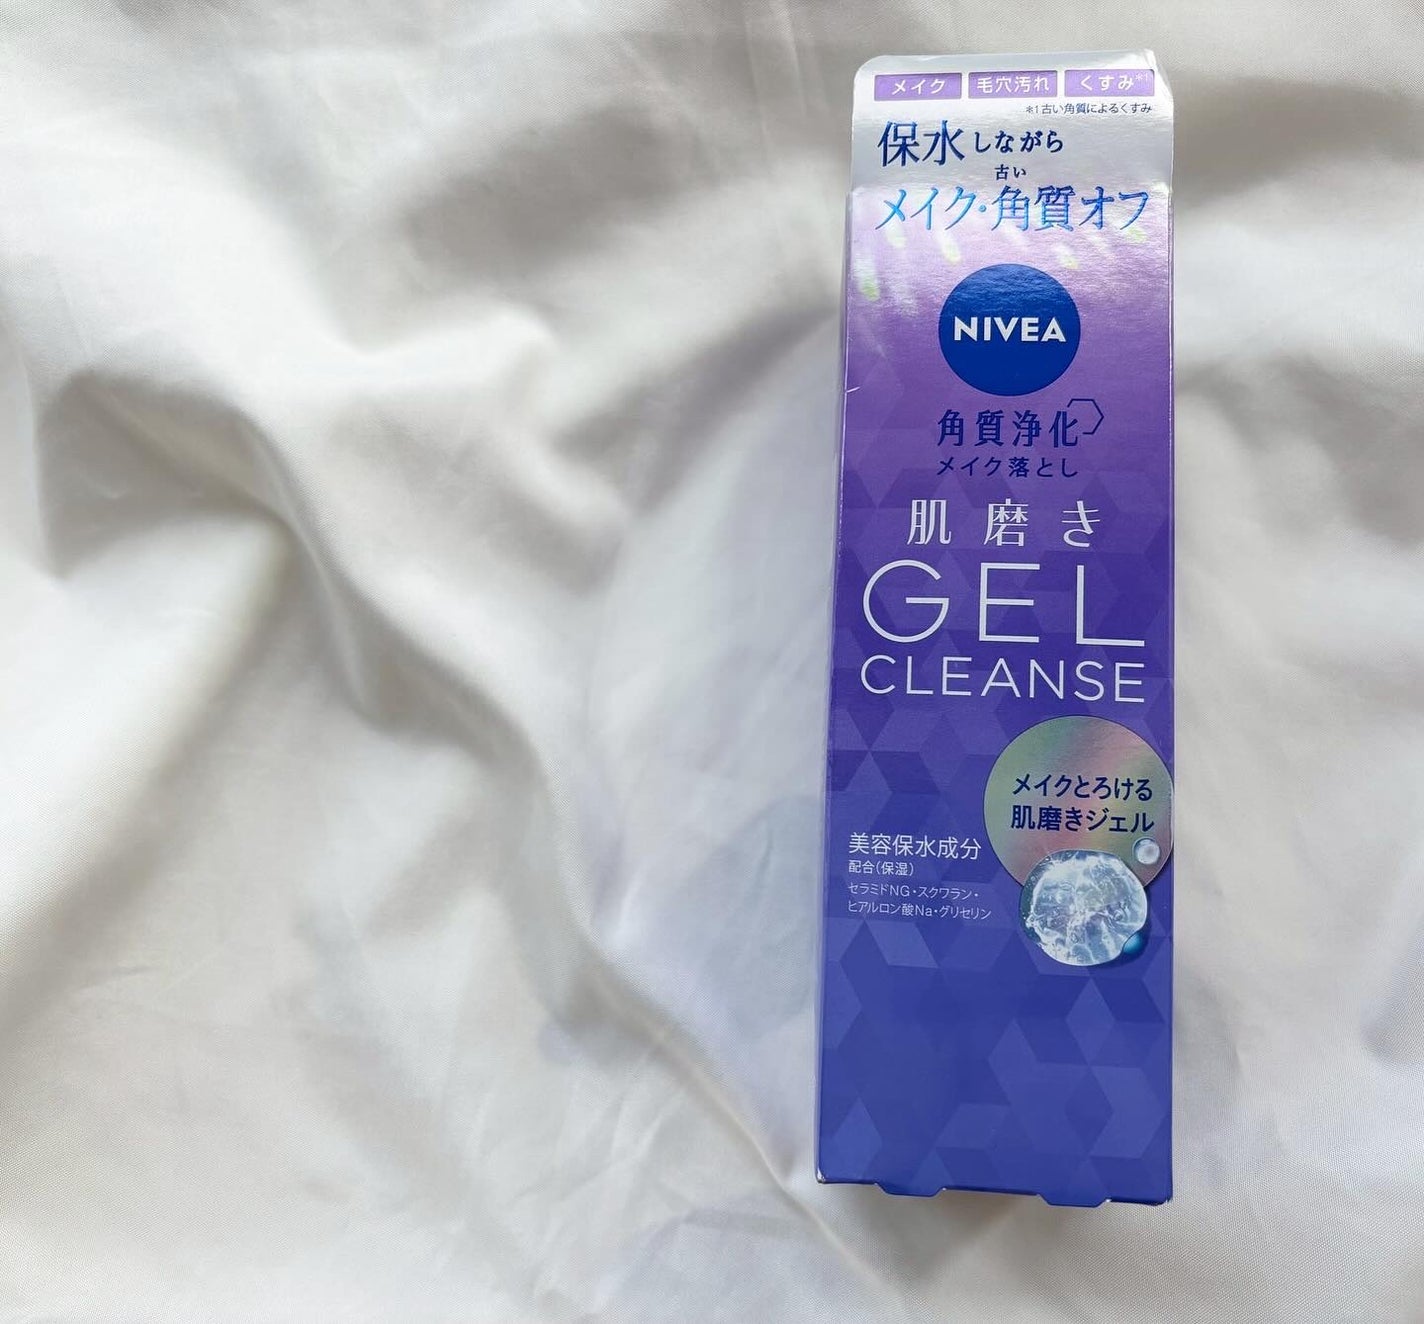 メイク 毛穴汚れ くすみ*1
*1 古い角質によるくすみ
保水しながら
古い
メイク・角質オフ
NIVEA
角質浄化
メイク落とし
肌磨き
GEL
CLEANSE
メイクとろける
肌磨きジェル
美容保水成分
配合(保湿)
セラミドNG・スクワラン・
ヒアルロン酸Na・グリセリン